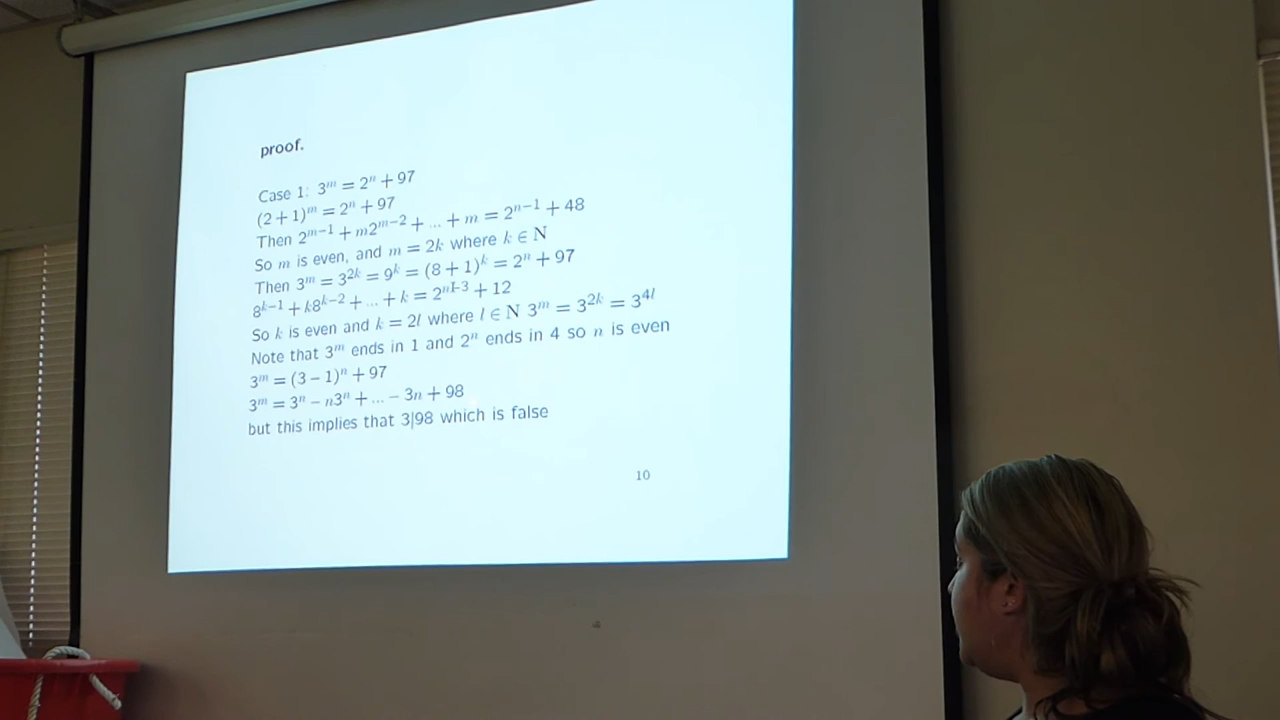 proof.
Case 1: 3^m = 2^n + 97
(2 + 1)^m = 2^n + 97
Then 2^{m−1} + m2^{m−2} + ... + m = 2^{n−1} + 48
So m is even, and m = 2k where k ∈ N
Then 3^m = 3^{2k} = 9^k = (8 + 1)^k = 2^n + 97
8^{k−1} + k8^{k−2} + ... + k = 2^{n−3} + 12
So k is even and k = 2l where l ∈ N 3^m = 3^{2k} = 3^{4l}
Note that 3^m ends in 1 and 2^n ends in 4 so n is even
3^m = (3 − 1)^n + 97
3^m = 3^n − n3^n + ... − 3n + 98
but this implies that 3|98 which is false
10